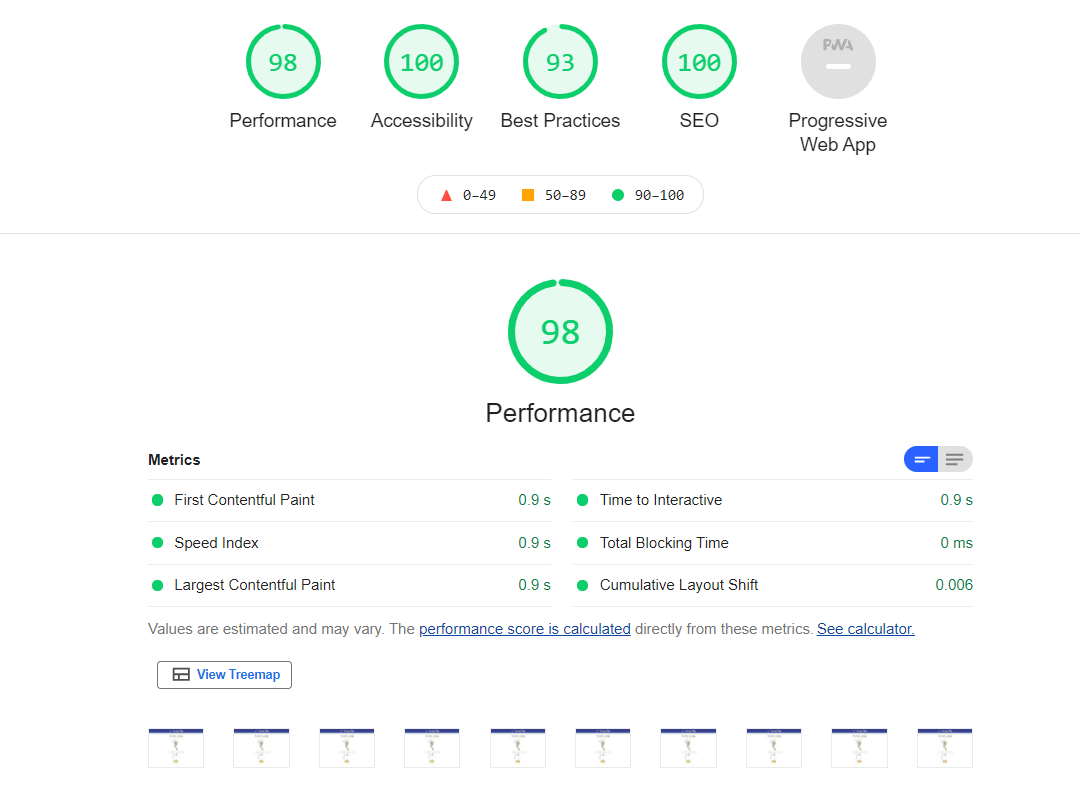 98
100
93
100
PWA
Performance
Accessibility
Best Practices
SEO
Progressive
Web App
0–49
50–89
90–100
98
Performance
Metrics
First Contentful Paint 0.9 s
Time to Interactive 0.9 s
Speed Index 0.9 s
Total Blocking Time 0 ms
Largest Contentful Paint 0.9 s
Cumulative Layout Shift 0.006
Values are estimated and may vary. The performance score is calculated directly from these metrics. See calculator.
View Treemap